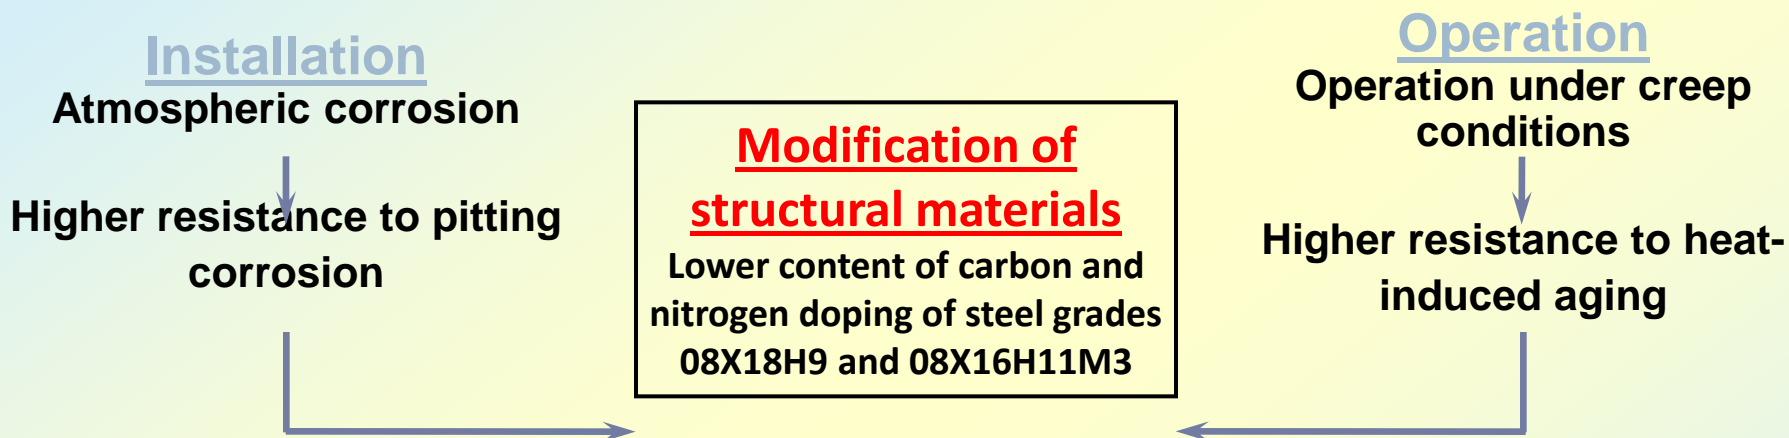 Installation
Atmospheric corrosion
Higher resistance to pitting
corrosion
Modification of
structural materials
Lower content of carbon and
nitrogen doping of steel grades
08X18H9 and 08X16H11M3
Operation
Operation under creep
conditions
Higher resistance to heat-
induced aging